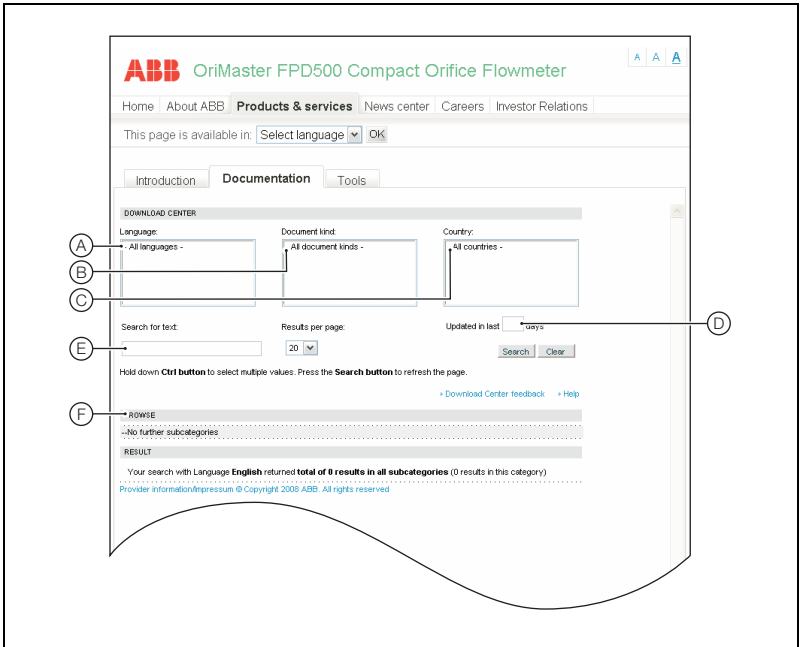 ABB OriMaster FPD500 Compact Orifice Flowmeter
A A A
Home About ABB Products & services News center Careers Investor Relations
This page is available in: Select language OK
Introduction Documentation Tools
DOWNLOAD CENTER
Language: Document kind: Country:
A - All languages - All document kinds - All countries -
B
C
Search for text: Results per page: Updated in last days D
E 20 Search Clear
Hold down Ctrl button to select multiple values. Press the Search button to refresh the page.
Download Center feedback Help
F ROWSE
--No further subcategories
RESULT
Your search with Language English returned total of 0 results in all subcategories (0 results in this category)
Provider information/Impressum © Copyright 2008 ABB. All rights reserved